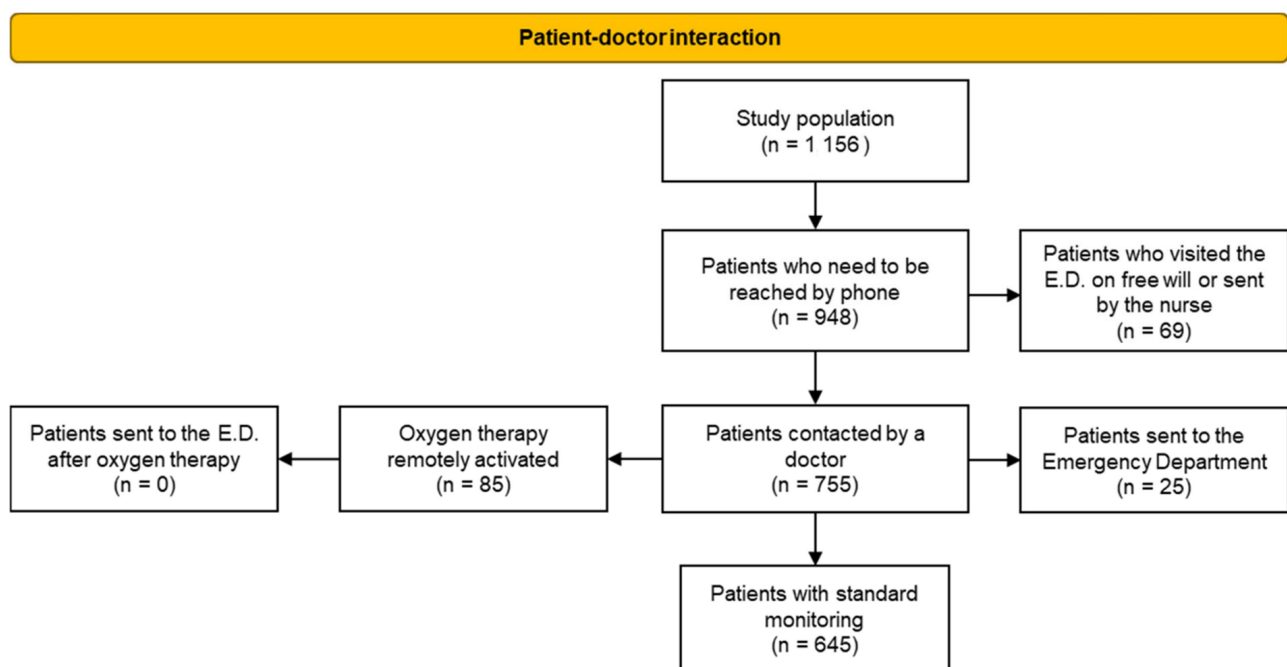 Patient-doctor interaction
Study population
(n = 1 156 )
Patients who need to be
reached by phone
(n = 948)
Patients who visited the
E.D. on free will or sent
by the nurse
(n = 69)
Patients sent to the E.D.
after oxygen therapy
(n = 0)
Oxygen therapy
remotely activated
(n = 85)
Patients contacted by a
doctor
(n = 755)
Patients sent to the
Emergency Department
(n = 25)
Patients with standard
monitoring
(n = 645)